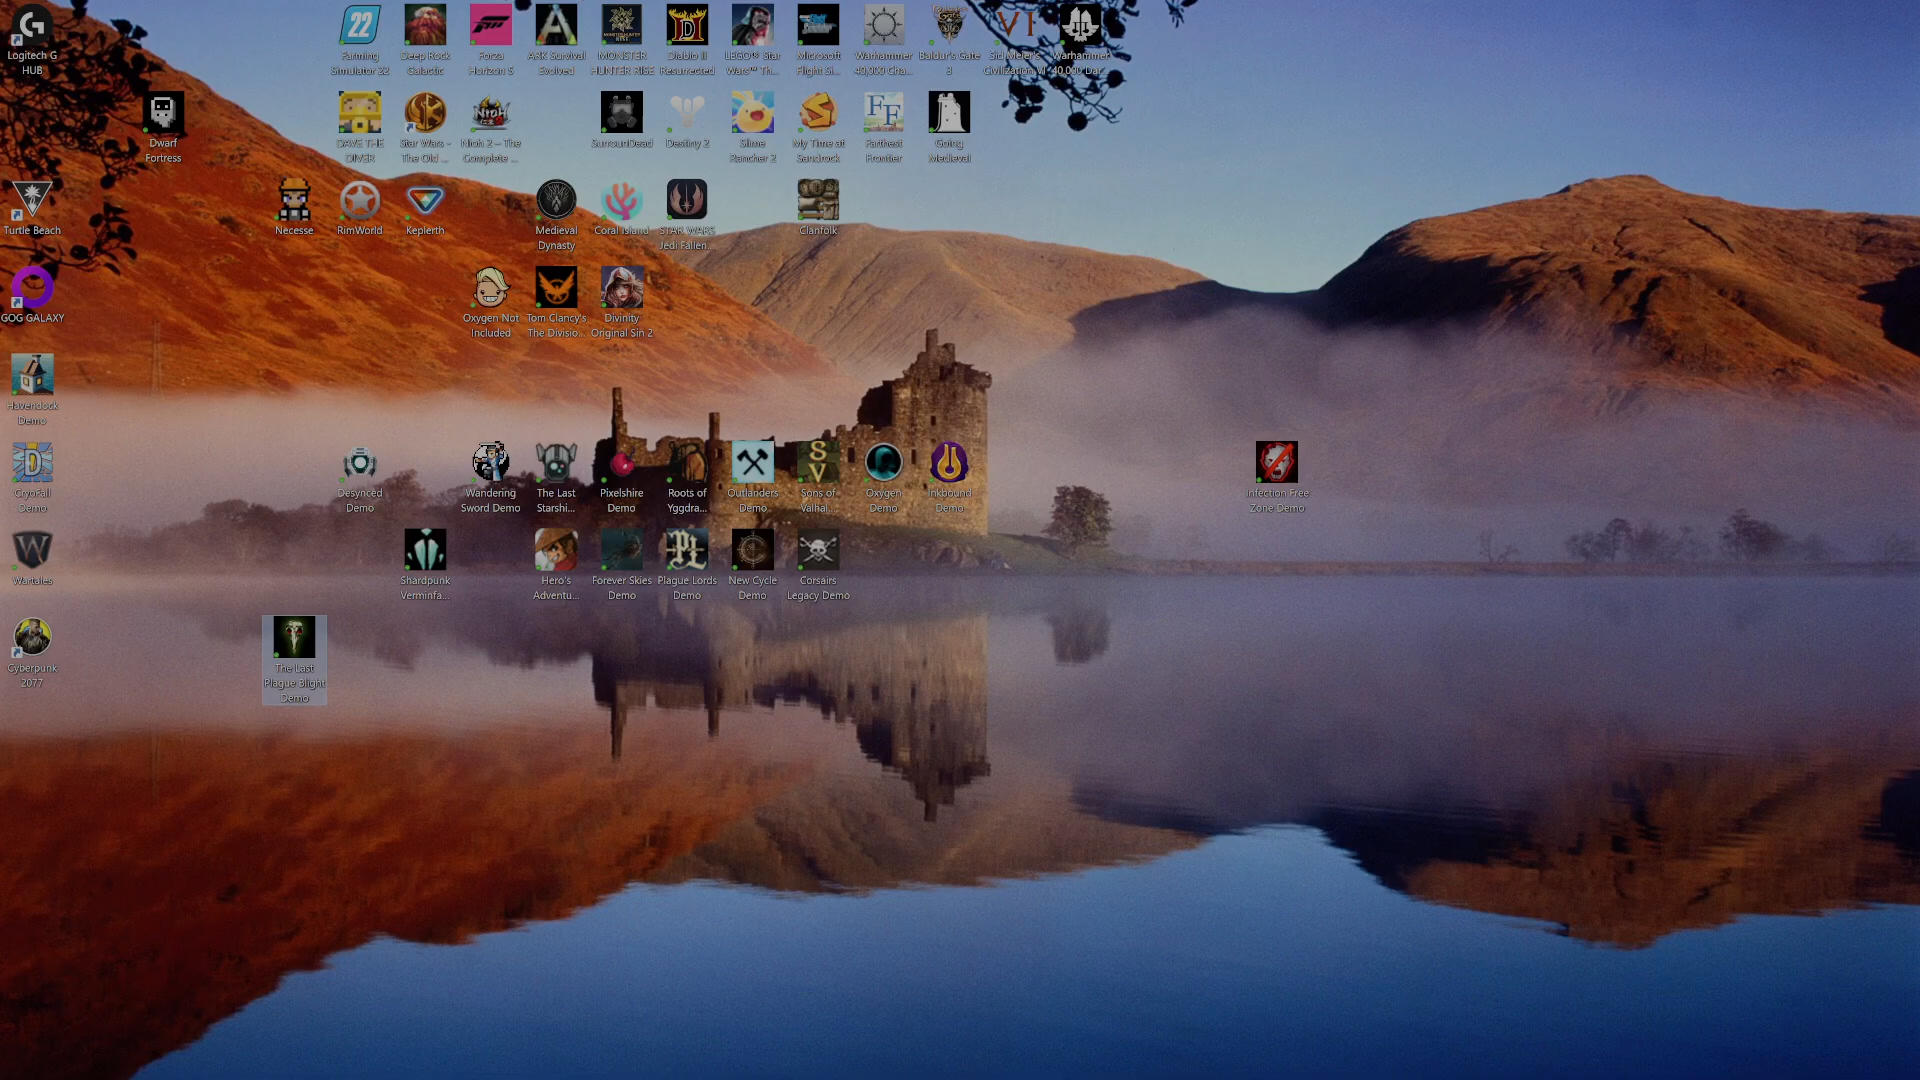 Logitech G
HUB
Farming
Simulator 22
Deep Rock
Galactic
Forza
Horizon 5
ARK Survival
Evolved
MONSTER
HUNTER RISE
Diablo II
Resurrected
LEGO® Star
Wars™ Th...
Microsoft
Flight Si...
Warhammer
40,000 Cha...
Baldur's Gate
3
Sid Meier's
Civilization VI
Warhammer
40,000 Dar...
Dwarf
Fortress
DAVE THE
DIVER
Star Wars -
The Old ...
Nioh 2 – The
Complete ...
SurrounDead
Destiny 2
Slime
Rancher 2
My Time at
Sandrock
Farthest
Frontier
Going
Medieval
Turtle Beach
Necesse
RimWorld
Keplerth
Medieval
Dynasty
Coral Island
STAR WARS
Jedi Fallen...
Clanfolk
GOG GALAXY
Oxygen Not
Included
Tom Clancy's
The Divisio...
Divinity
Original Sin 2
Havendock
Demo
CryoFall
Demo
Desynced
Demo
Wandering
Sword Demo
The Last
Starshi...
Pixelshire
Demo
Roots of
Yggdra...
Outlanders
Demo
Sons of
Valhal...
Oxygen
Demo
Inkbound
Demo
Infection Free
Zone Demo
Wartales
Shardpunk
Verminfa...
Hero's
Adventu...
Forever Skies
Demo
Plague Lords
Demo
New Cycle
Demo
Corsairs
Legacy Demo
Cyberpunk
2077
The Last
Plague Blight
Demo